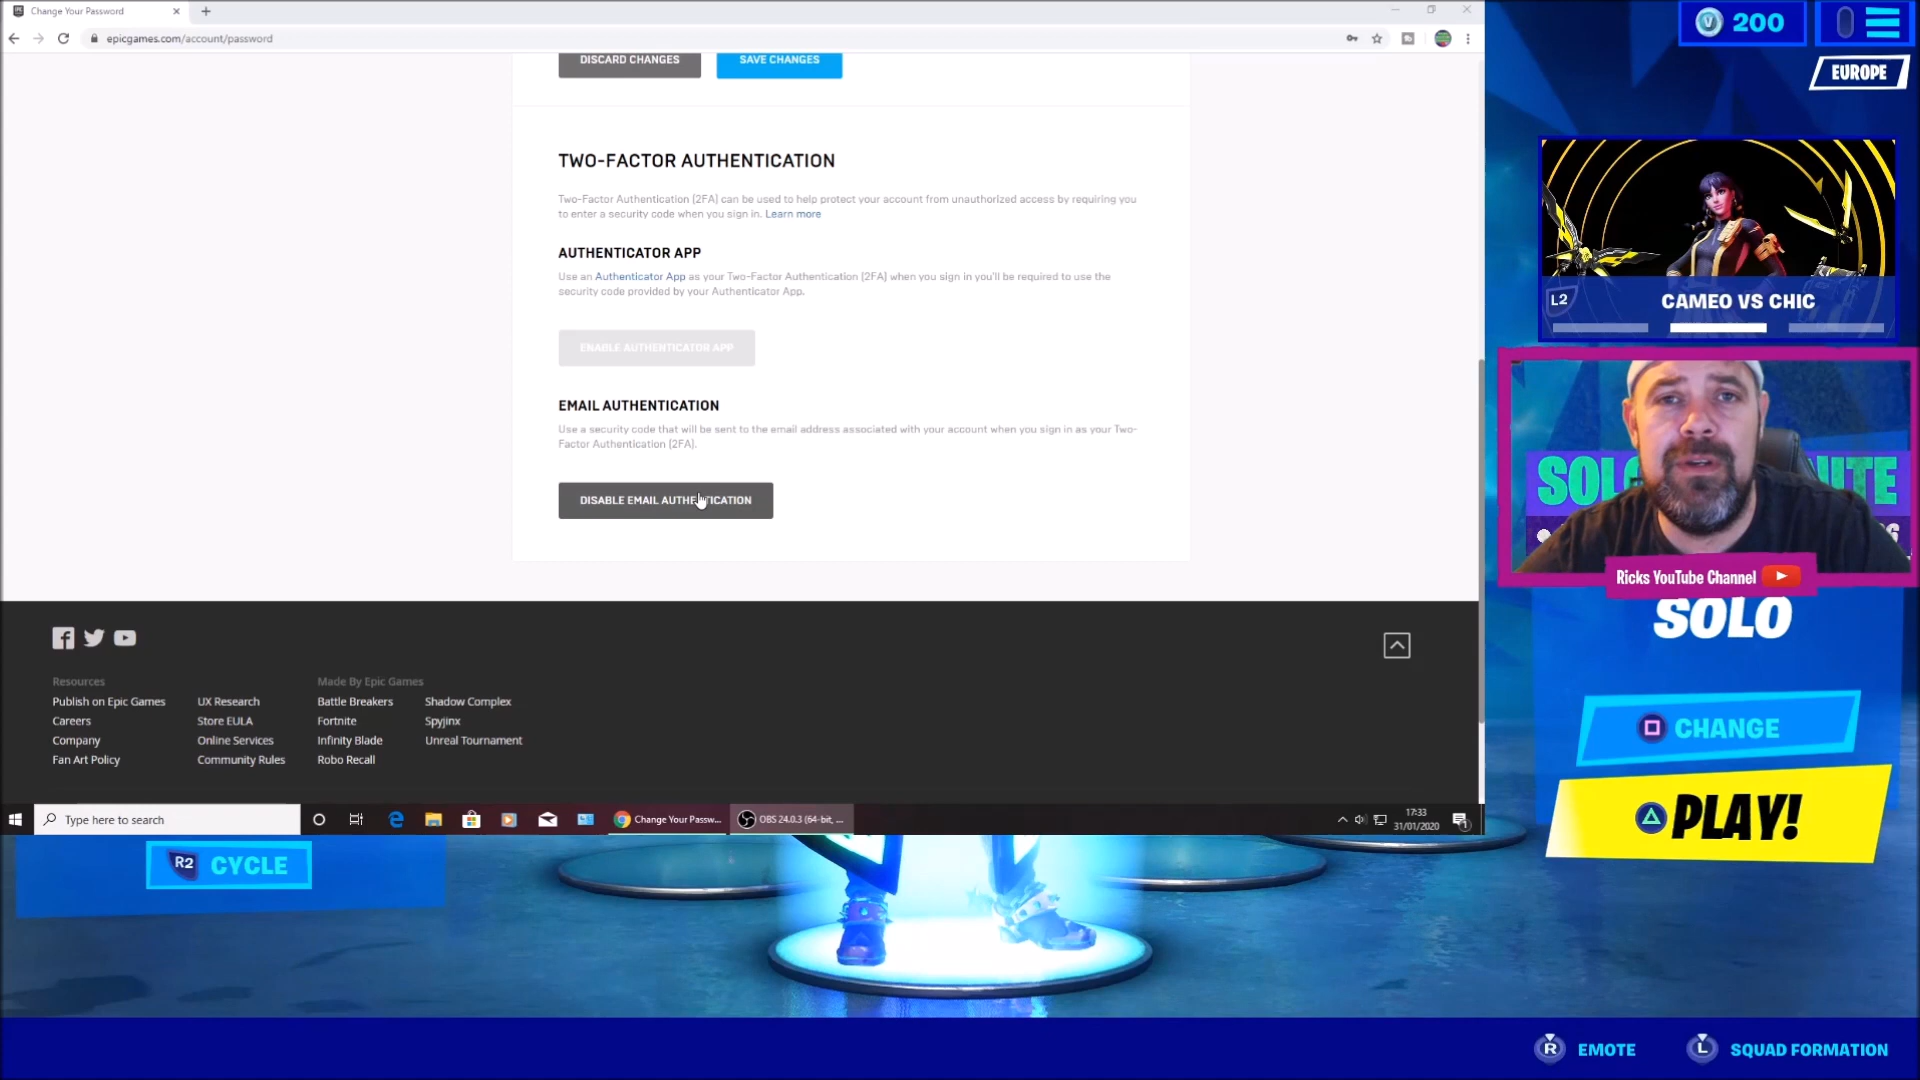 Change Your Password
epicgames.com/account/password
DISCARD CHANGES
SAVE CHANGES
TWO-FACTOR AUTHENTICATION
Two-Factor Authentication (2FA) can be used to help protect your account from unauthorized access by requiring you
to enter a security code when you sign in. Learn more
AUTHENTICATOR APP
Use an Authenticator App as your Two-Factor Authentication (2FA) when you sign in you'll be required to use the
security code provided by your Authenticator App.
ENABLE AUTHENTICATOR APP
EMAIL AUTHENTICATION
Use a security code that will be sent to the email address associated with your account when you sign in as your Two-
Factor Authentication (2FA).
DISABLE EMAIL AUTHENTICATION
Resources
Publish on Epic Games
Careers
Company
Fan Art Policy
UX Research
Store EULA
Online Services
Community Rules
Made By Epic Games
Battle Breakers
Fortnite
Infinity Blade
Robo Recall
Shadow Complex
Spyjinx
Unreal Tournament
Type here to search
Change Your Passw...
OBS 24.0.3 (64-bit, ...
17:33
31/01/2020
200
EUROPE
L2
CAMEO VS CHIC
Ricks YouTube Channel
SOLO
CHANGE
PLAY!
R2 CYCLE
R EMOTE
L SQUAD FORMATION